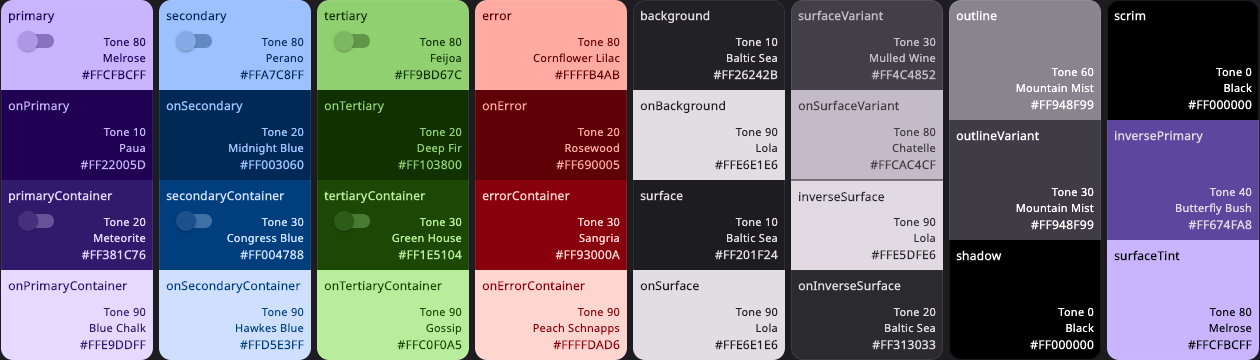 primary
Tone 80
Melrose
#FFCFBCFF
onPrimary
Tone 10
Paua
#FF22005D
primaryContainer
Tone 20
Meteorite
#FF381C76
onPrimaryContainer
Tone 90
Blue Chalk
#FFE9DDFF
secondary
Tone 80
Perano
#FFA7C8FF
onSecondary
Tone 20
Midnight Blue
#FF003060
secondaryContainer
Tone 30
Congress Blue
#FF004788
onSecondaryContainer
Tone 90
Hawkes Blue
#FFD5E3FF
tertiary
Tone 80
Feijoa
#FF9BD67C
onTertiary
Tone 20
Deep Fir
#FF103800
tertiaryContainer
Tone 30
Green House
#FF1E5104
onTertiaryContainer
Tone 90
Gossip
#FFC0F0A5
error
Tone 80
Cornflower Lilac
#FFFFB4AB
onError
Tone 20
Rosewood
#FF690005
errorContainer
Tone 30
Sangria
#FF93000A
onErrorContainer
Tone 90
Peach Schnapps
#FFFFDAD6
background
Tone 10
Baltic Sea
#FF26242B
onBackground
Tone 90
Lola
#FFE6E1E6
surface
Tone 10
Baltic Sea
#FF201F24
onSurface
Tone 90
Lola
#FFE6E1E6
surfaceVariant
Tone 30
Mulled Wine
#FF4C4852
onSurfaceVariant
Tone 80
Chatelle
#FFCAC4CF
inverseSurface
Tone 90
Lola
#FFE5DFE6
onInverseSurface
Tone 20
Baltic Sea
#FF313033
outline
Tone 60
Mountain Mist
#FF948F99
outlineVariant
Tone 30
Mountain Mist
#FF948F99
shadow
Tone 0
Black
#FF000000
scrim
Tone 0
Black
#FF000000
inversePrimary
Tone 40
Butterfly Bush
#FF674FA8
surfaceTint
Tone 80
Melrose
#FFCFBCFF